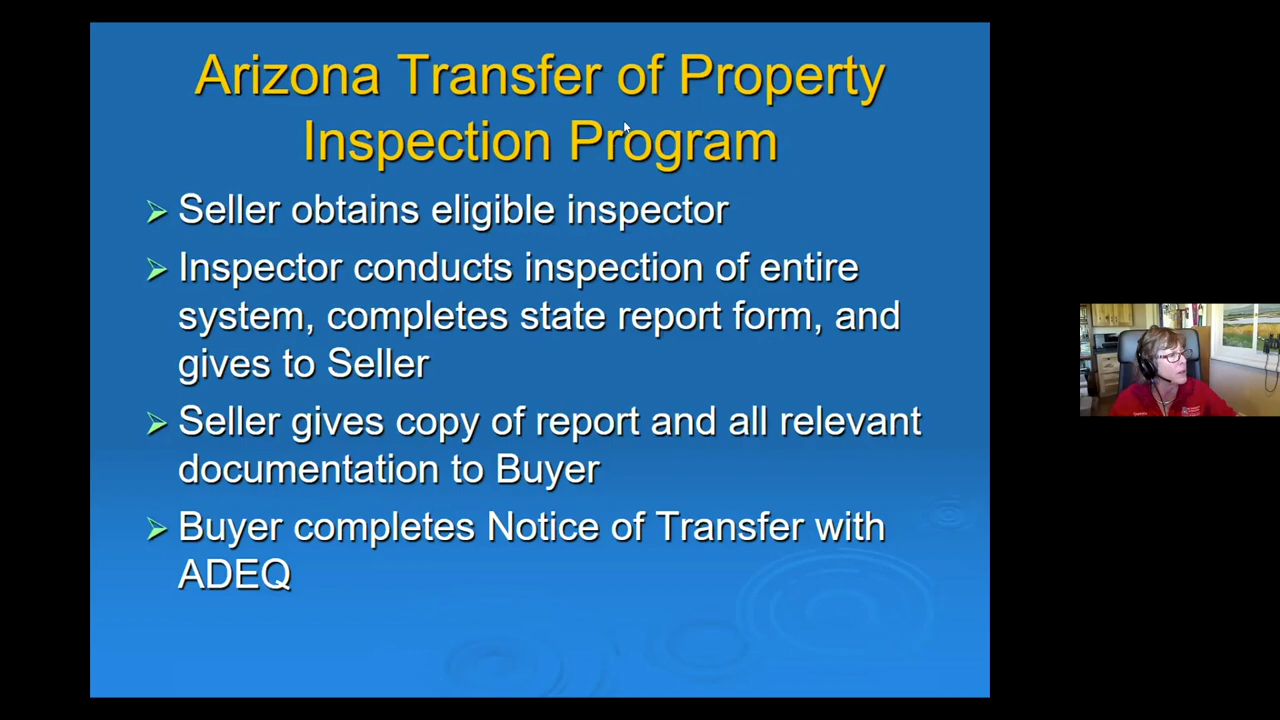 Arizona Transfer of Property
Inspection Program
Seller obtains eligible inspector
Inspector conducts inspection of entire
system, completes state report form, and
gives to Seller
Seller gives copy of report and all relevant
documentation to Buyer
Buyer completes Notice of Transfer with
ADEQ